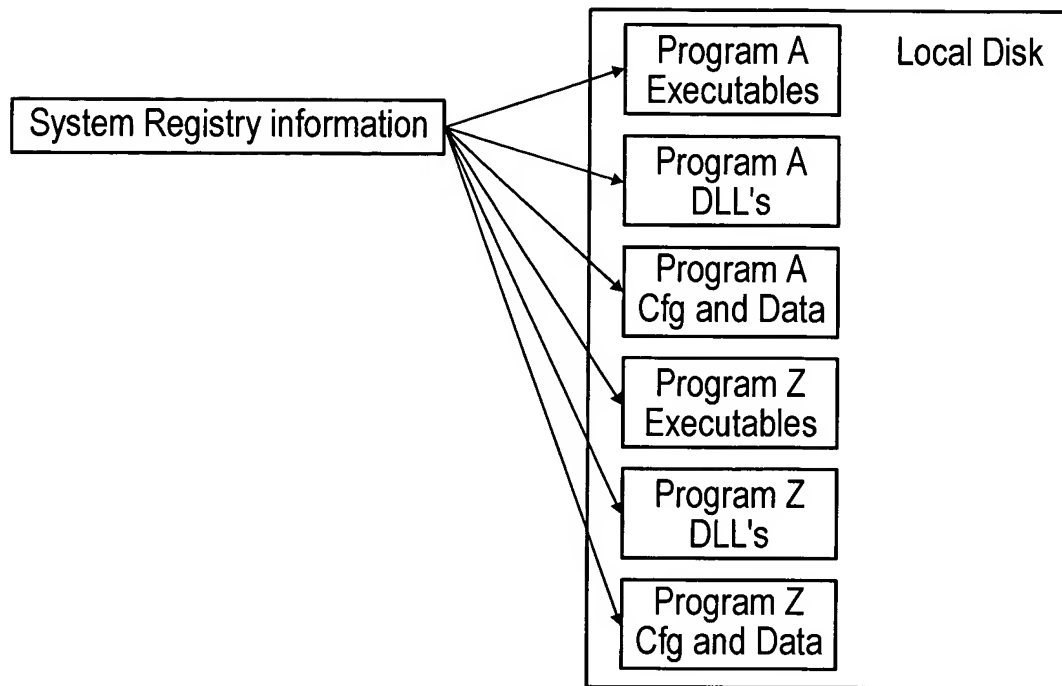 System Registry information
Local Disk
Program A
Executables
Program A
DLL's
Program A
Cfg and Data
Program Z
Executables
Program Z
DLL's
Program Z
Cfg and Data